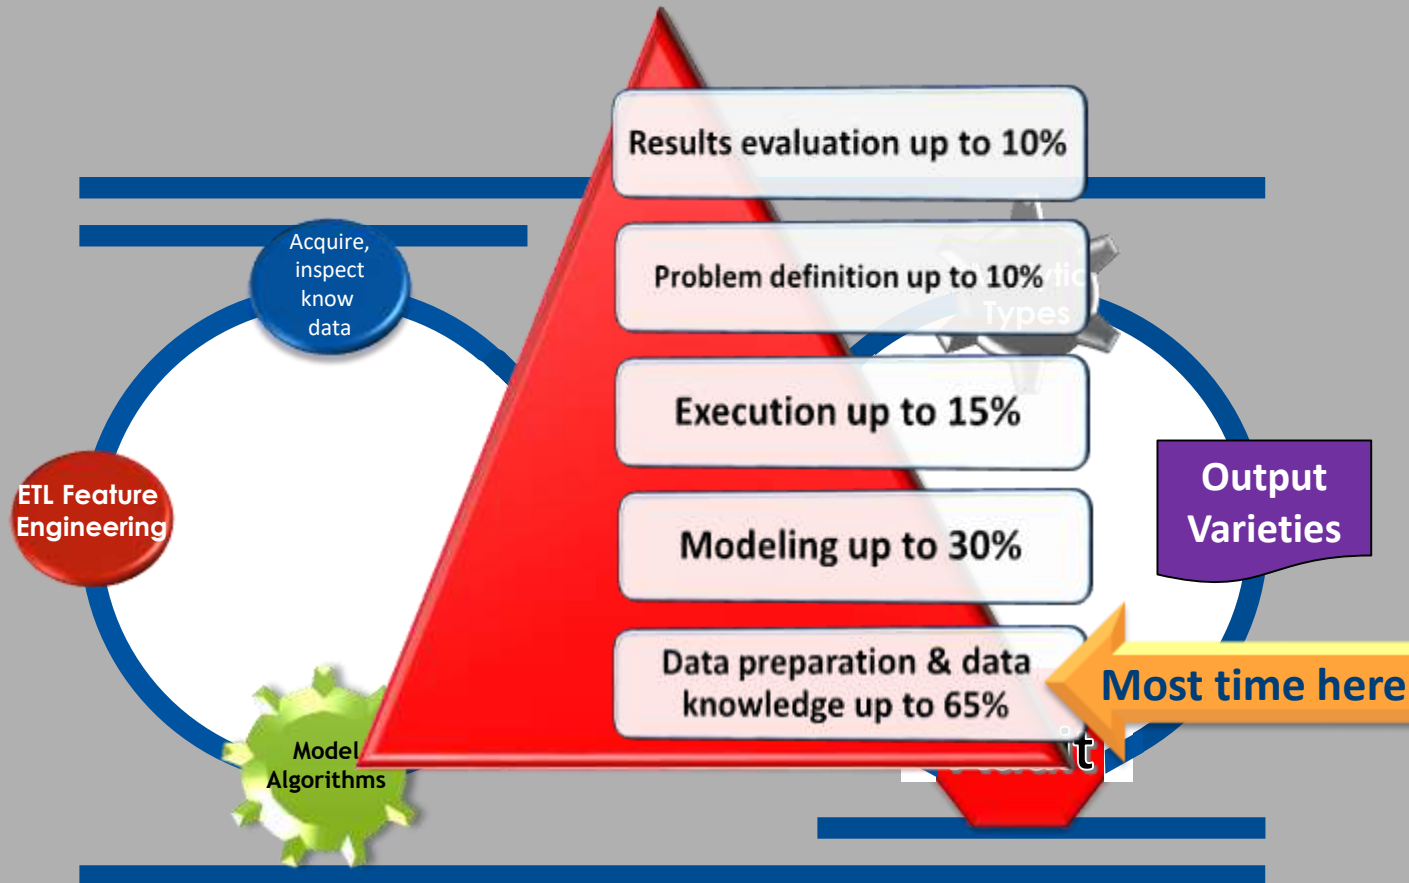 Results evaluation up to 10%
Acquire,
inspect
know
data
Problem definition up to 10%
Types
Execution up to 15%
ETL Feature
Engineering
Output
Varieties
Modeling up to 30%
Data preparation & data
knowledge up to 65%
Most time here
Model
Algorithms